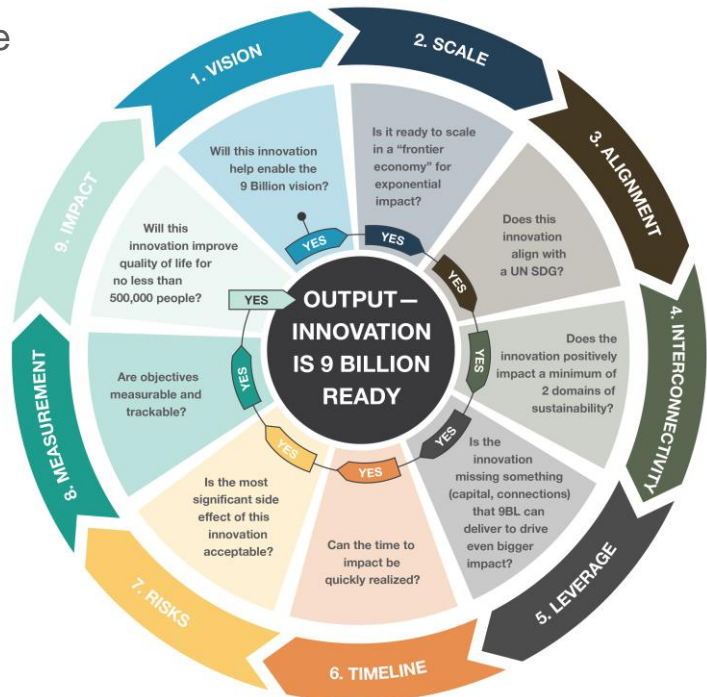 e
1. VISION
Will this innovation
help enable the
9 Billion vision?
YES
2. SCALE
Is it ready to scale
in a “frontier
economy” for
exponential
impact?
YES
3. ALIGNMENT
Does this
innovation
align with
a UN SDG?
YES
4. INTERCONNECTIVITY
Does the
innovation positively
impact a minimum of
2 domains of
sustainability?
YES
5. LEVERAGE
Is the
innovation
missing something
(capital, connections)
that 9BL can
deliver to drive
even bigger
impact?
YES
6. TIMELINE
Can the time to
impact be
quickly realized?
YES
7. RISKS
Is the most
significant side
effect of this
innovation
acceptable?
YES
8. MEASUREMENT
Are objectives
measurable and
trackable?
YES
9. IMPACT
Will this
innovation improve
quality of life for
no less than
500,000 people?
YES
OUTPUT—
INNOVATION
IS 9 BILLION
READY